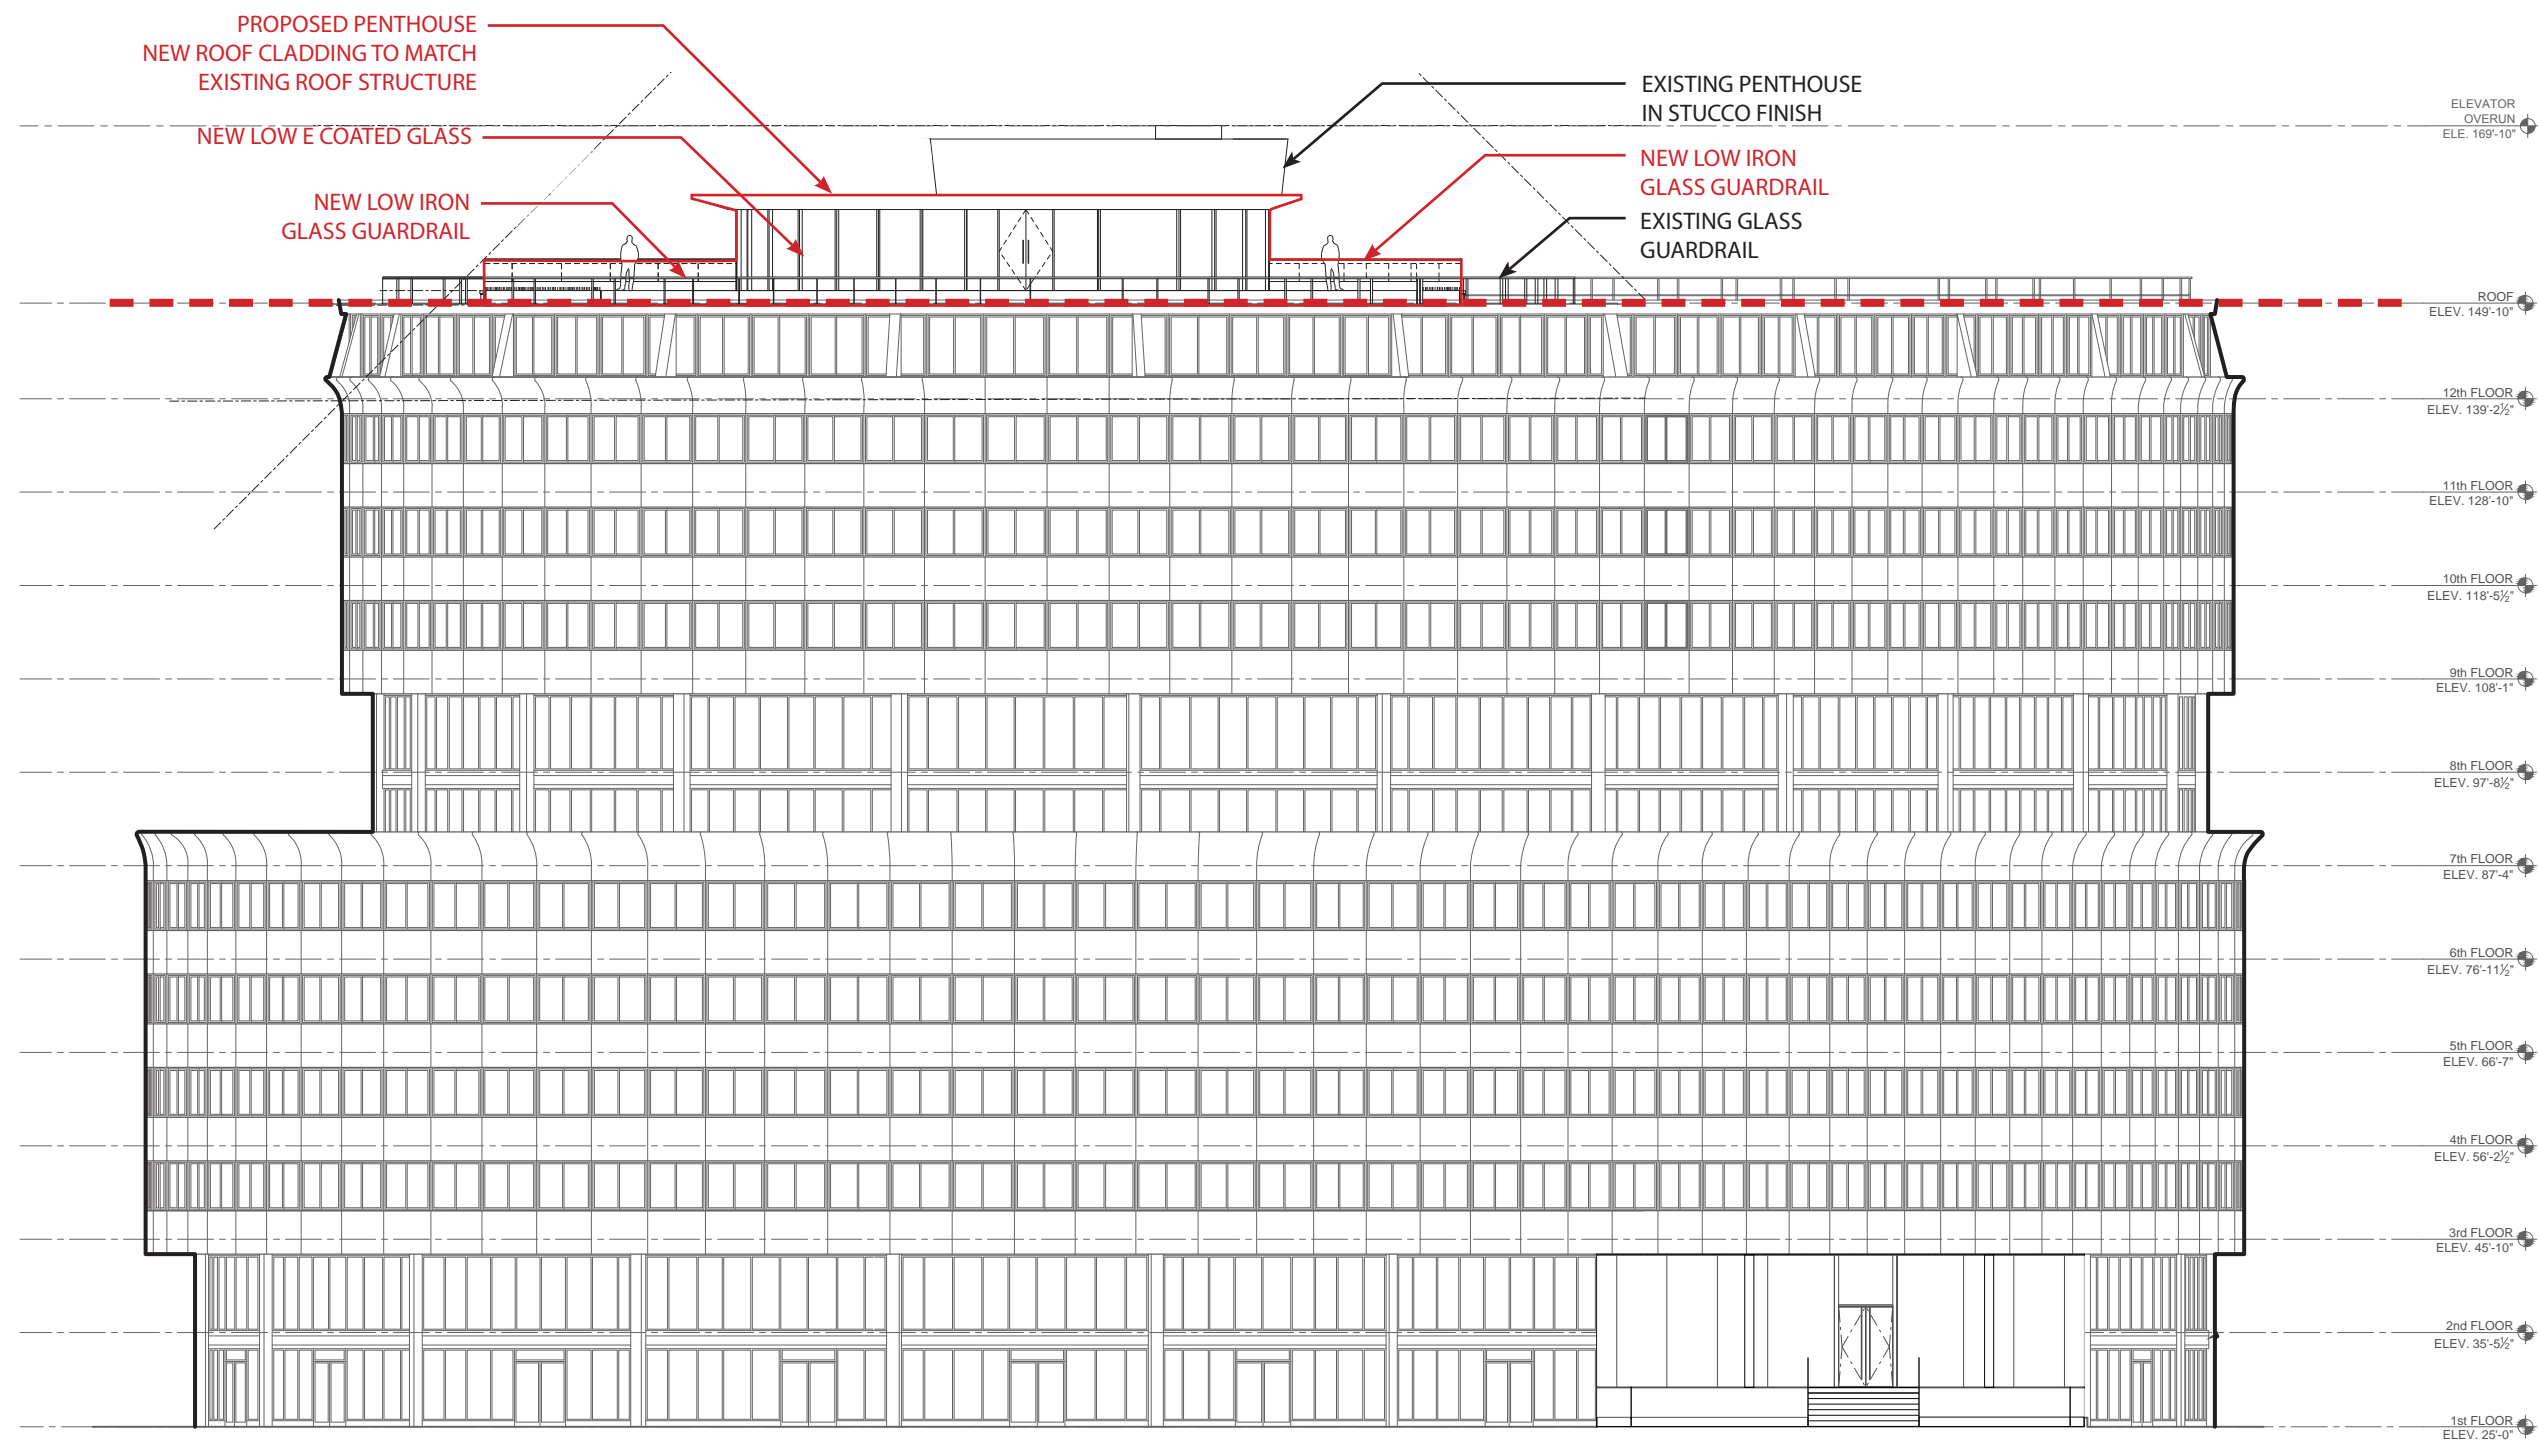 PROPOSED PENTHOUSE
NEW ROOF CLADDING TO MATCH
EXISTING ROOF STRUCTURE
NEW LOW E COATED GLASS
NEW LOW IRON
GLASS GUARDRAIL
EXISTING PENTHOUSE
IN STUCCO FINISH
NEW LOW IRON
GLASS GUARDRAIL
EXISTING GLASS
GUARDRAIL
ELEVATOR
OVERUN
ELE. 169'-10"
ROOF
ELEV. 149'-10"
12th FLOOR
ELEV. 139'-2½"
11th FLOOR
ELEV. 128'-10"
10th FLOOR
ELEV. 118'-5½"
9th FLOOR
ELEV. 108'-1"
8th FLOOR
ELEV. 97'-8½"
7th FLOOR
ELEV. 87'-4"
6th FLOOR
ELEV. 76'-11½"
5th FLOOR
ELEV. 66'-7"
4th FLOOR
ELEV. 56'-2½"
3rd FLOOR
ELEV. 45'-10"
2nd FLOOR
ELEV. 35'-5½"
1st FLOOR
ELEV. 25'-0"